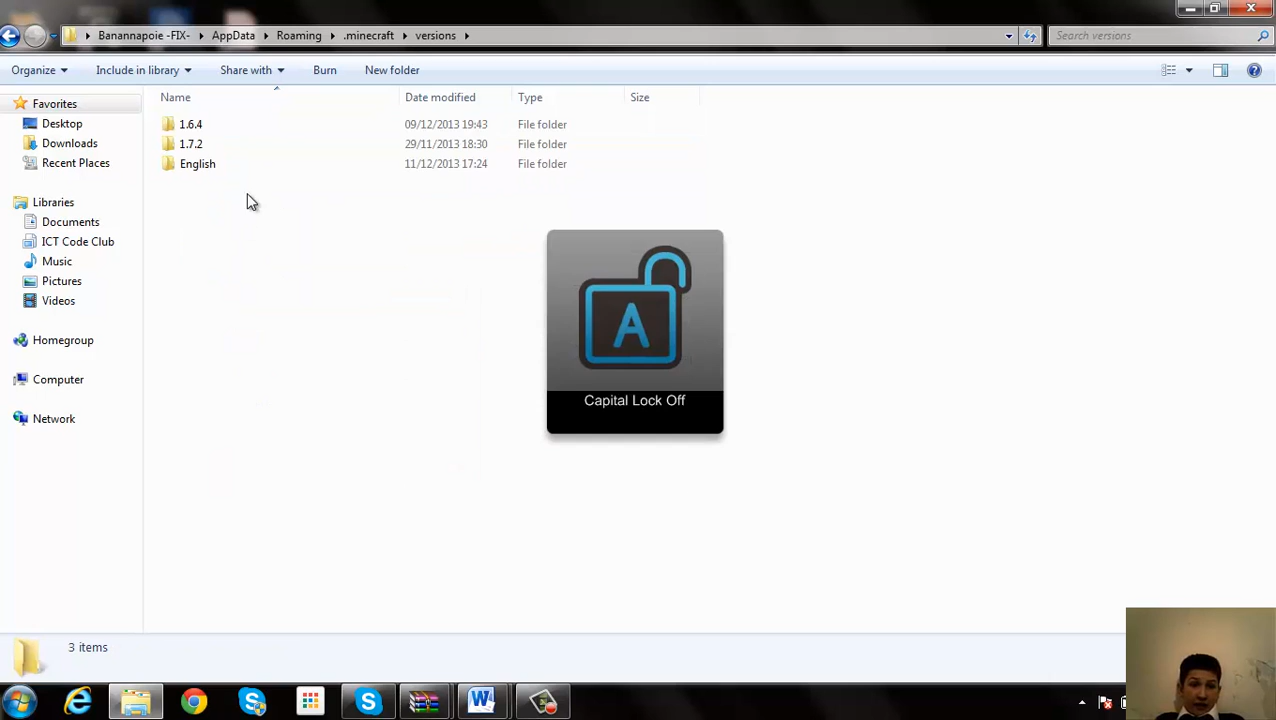 Banannapoie -FIX- AppData Roaming .minecraft versions Search versions
Organize Include in library Share with Burn New folder
Name Date modified Type Size
Favorites
Desktop
Downloads
Recent Places
Libraries
Documents
ICT Code Club
Music
Pictures
Videos
Homegroup
Computer
Network
1.6.4 09/12/2013 19:43 File folder
1.7.2 29/11/2013 18:30 File folder
English 11/12/2013 17:24 File folder
A
Capital Lock Off
3 items